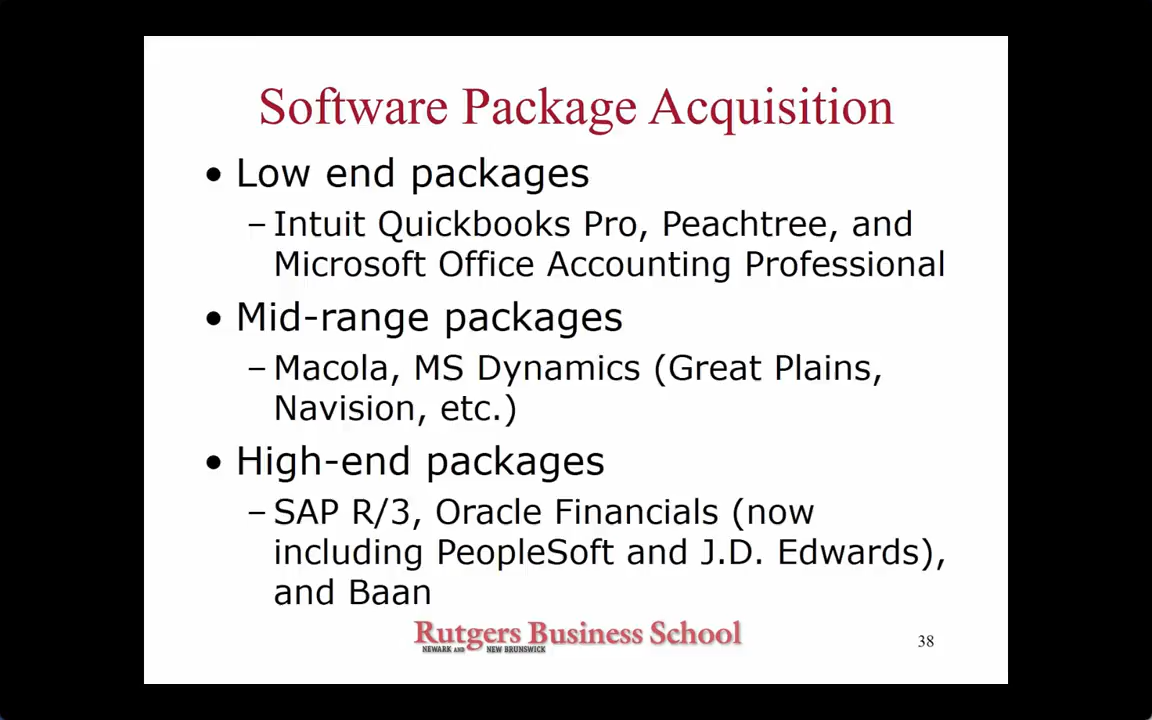 Software Package Acquisition
• Low end packages
–Intuit Quickbooks Pro, Peachtree, and
Microsoft Office Accounting Professional
• Mid-range packages
–Macola, MS Dynamics (Great Plains,
Navision, etc.)
• High-end packages
–SAP R/3, Oracle Financials (now
including PeopleSoft and J.D. Edwards),
and Baan
Rutgers Business School
NEWARK AND NEW BRUNSWICK
38